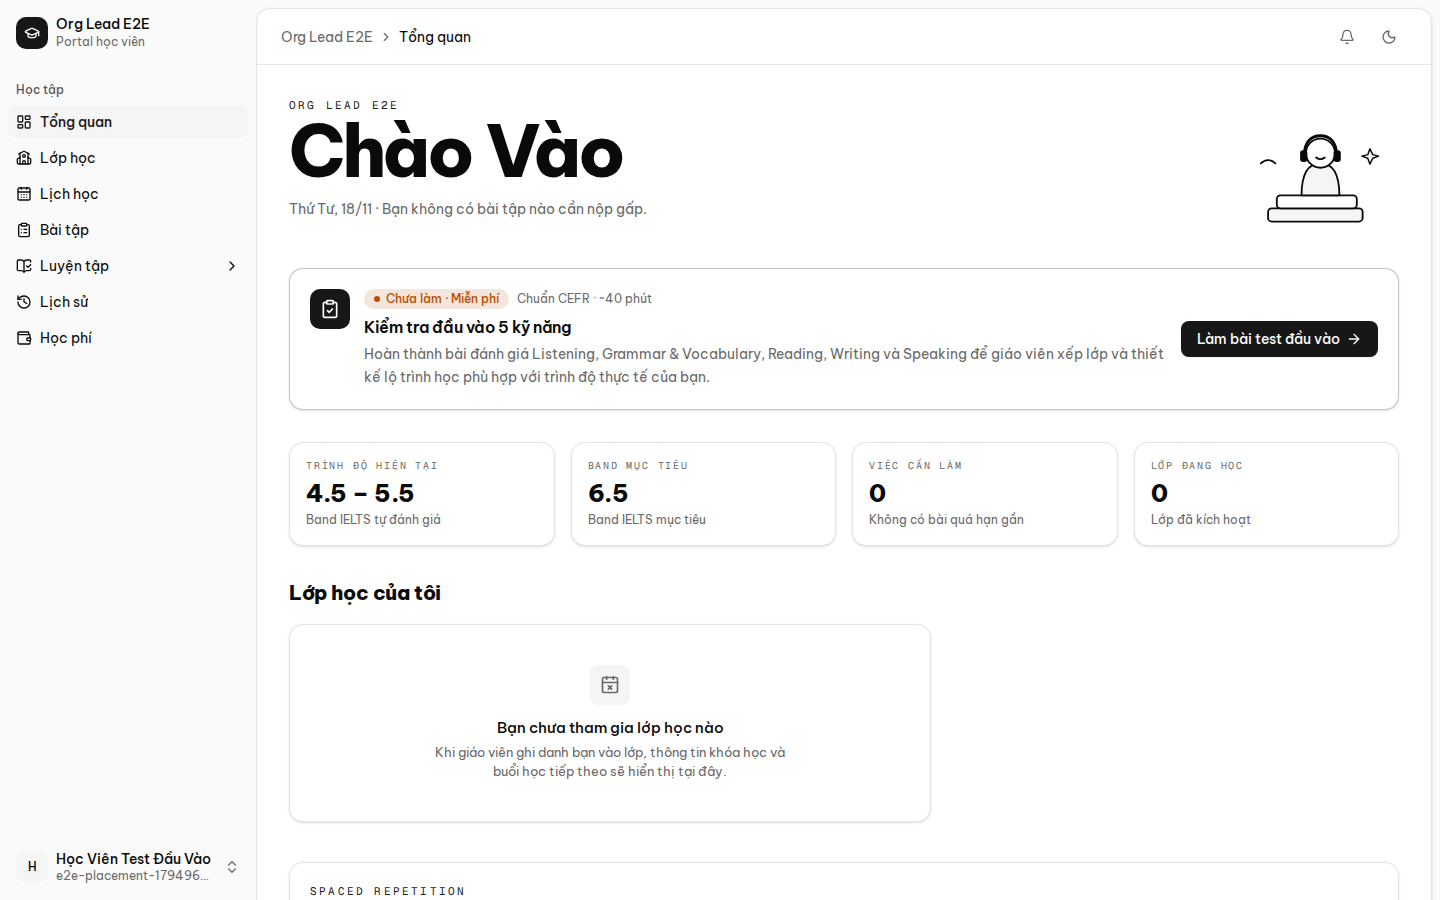 Org Lead E2E
Portal học viên
Học tập
Tổng quan
Lớp học
Lịch học
Bài tập
Luyện tập
Lịch sử
Học phí
Học Viên Test Đầu Vào
H
e2e-placement-179496...
Org Lead E2E > Tổng quan
ORG LEAD E2E
Chào Vào
Thứ Tư, 18/11 · Bạn không có bài tập nào cần nộp gấp.
Chưa làm · Miễn phí
Chuẩn CEFR · ~40 phút
Kiểm tra đầu vào 5 kỹ năng
Hoàn thành bài đánh giá Listening, Grammar & Vocabulary, Reading, Writing và Speaking để giáo viên xếp lớp và thiết
kế lộ trình học phù hợp với trình độ thực tế của bạn.
Làm bài test đầu vào →
TRÌNH ĐỘ HIỆN TẠI
4.5 – 5.5
Band IELTS tự đánh giá
BAND MỤC TIÊU
6.5
Band IELTS mục tiêu
VIỆC CẦN LÀM
0
Không có bài quá hạn gần
LỚP ĐANG HỌC
0
Lớp đã kích hoạt
Lớp học của tôi
Bạn chưa tham gia lớp học nào
Khi giáo viên ghi danh bạn vào lớp, thông tin khóa học và
buổi học tiếp theo sẽ hiển thị tại đây.
SPACED REPETITION